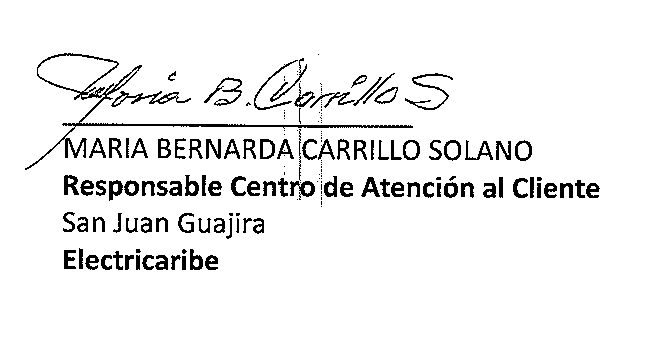 Maria B. Carrillo S
MARIA BERNARDA CARRILLO SOLANO
Responsable Centro de Atención al Cliente
San Juan Guajira
Electricaribe